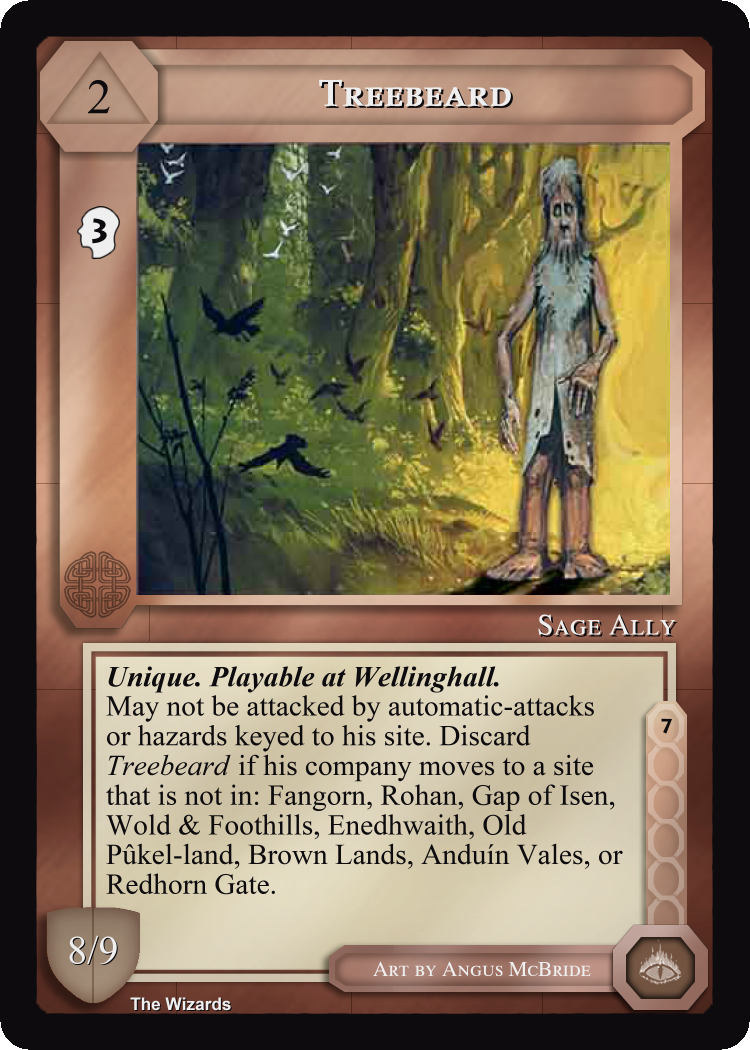 2
Treebeard
3
Sage Ally
Unique. Playable at Wellinghall.
May not be attacked by automatic-attacks
or hazards keyed to his site. Discard
Treebeard if his company moves to a site
that is not in: Fangorn, Rohan, Gap of Isen,
Wold & Foothills, Enedhwaith, Old
Pûkel-land, Brown Lands, Anduín Vales, or
Redhorn Gate.
7
8/9
Art by Angus McBride
The Wizards